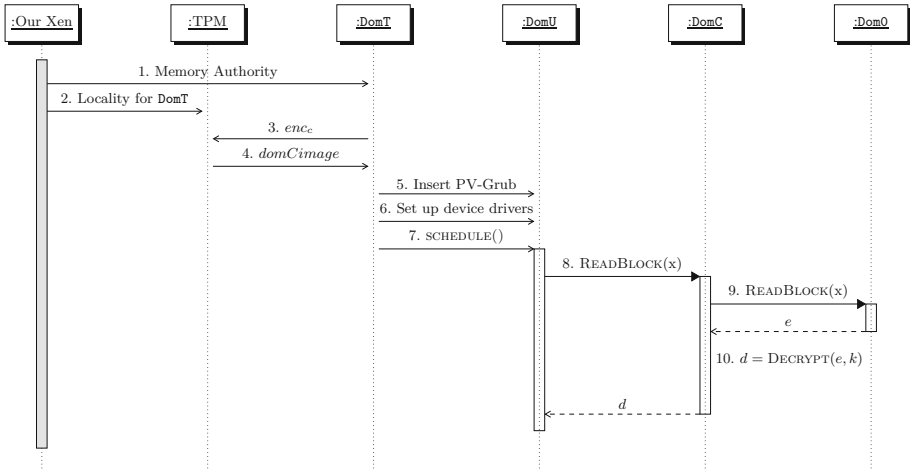 :Our Xen
:TPM
:DomT
:DomU
:DomC
:Dom0
1. Memory Authority
2. Locality for DomT
3. enc_c
4. domCimage
5. Insert PV-Grub
6. Set up device drivers
7. SCHEDULE()
8. READBLOCK(x)
9. READBLOCK(x)
e
10. d = DECRYPT(e, k)
d